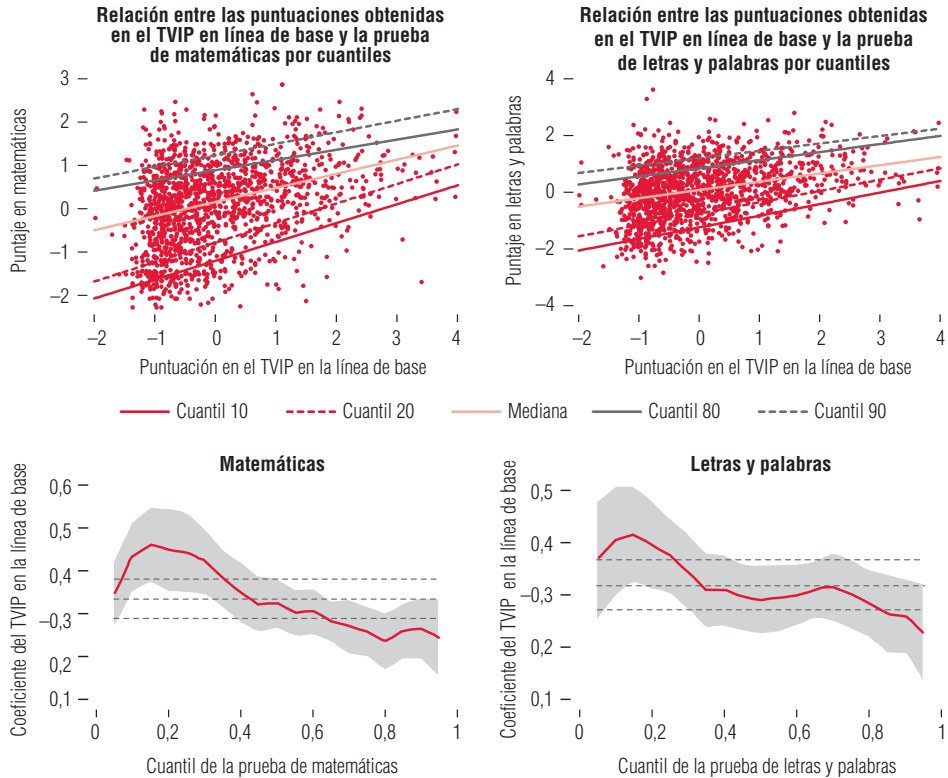 Relación entre las puntuaciones obtenidas
en el TVIP en línea de base y la prueba
de matemáticas por cuantiles
Puntaje en matemáticas
3
2
1
0
–1
–2
–2 –1 0 1 2 3 4
Puntuación en el TVIP en la línea de base
Relación entre las puntuaciones obtenidas
en el TVIP en línea de base y la prueba
de letras y palabras por cuantiles
Puntaje en letras y palabras
4
2
0
–2
–4
–2 –1 0 1 2 3 4
Puntuación en el TVIP en la línea de base
Cuantil 10 Cuantil 20 Mediana Cuantil 80 Cuantil 90
Matemáticas
Coeficiente del TVIP en la línea de base
0,6
0,5
0,4
–0,3
0,2
0,1
0 0,2 0,4 0,6 0,8 1
Cuantil de la prueba de matemáticas
Letras y palabras
Coeficiente del TVIP en la línea de base
0,5
0,4
–0,3
0,2
0,1
0 0,2 0,4 0,6 0,8 1
Cuantil de la prueba de letras y palabras